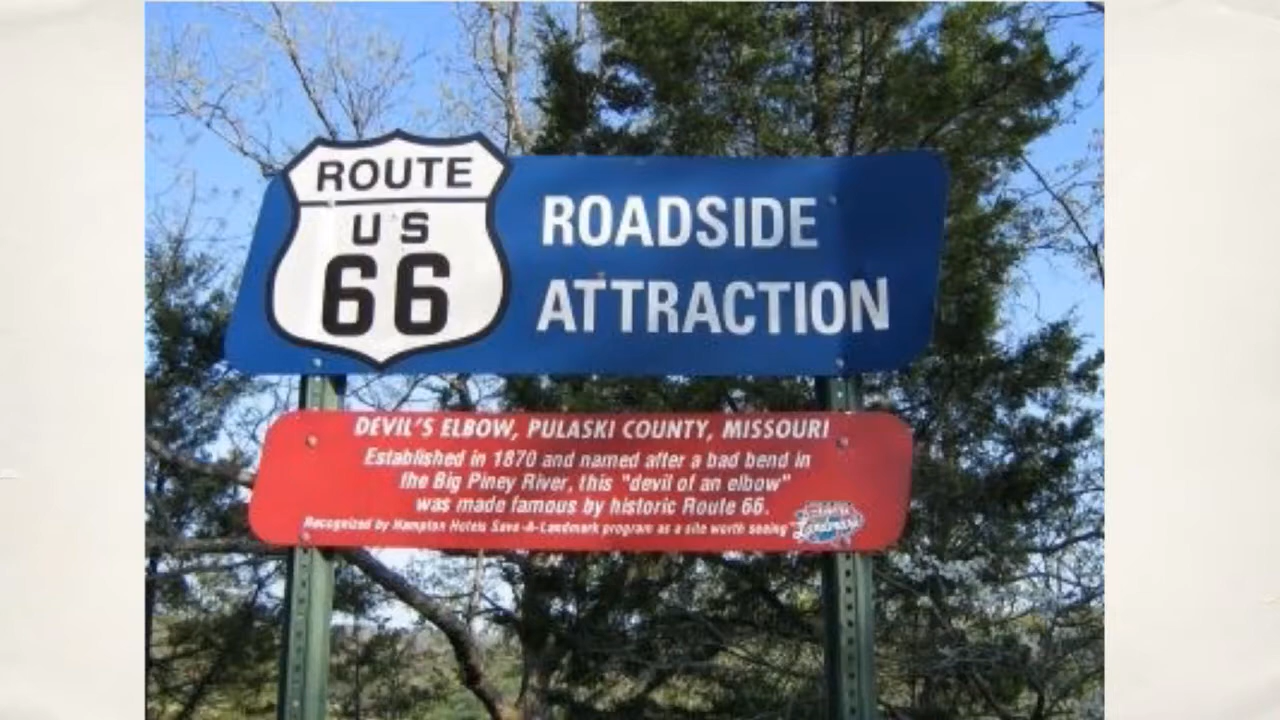 ROUTE
US
66
ROADSIDE
ATTRACTION
DEVIL'S ELBOW, PULASKI COUNTY, MISSOURI
Established in 1870 and named after a bad bend in
the Big Piney River, this "devil of an elbow"
was made famous by historic Route 66.
Recognized by Hampton Hotels Save-A-Landmark program as a site worth seeing
Landmark